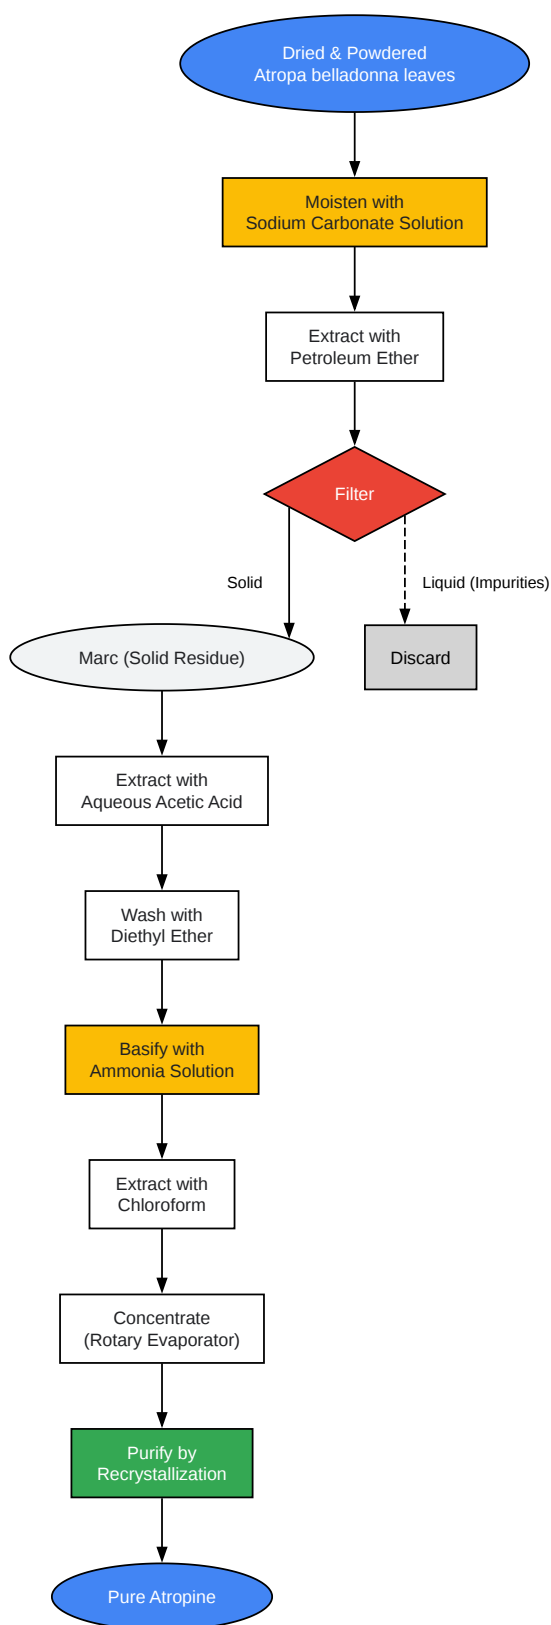 Dried & Powdered
Atropa belladonna leaves
Moisten with
Sodium Carbonate Solution
Extract with
Petroleum Ether
Filter
Solid
Liquid (Impurities)
Marc (Solid Residue)
Discard
Extract with
Aqueous Acetic Acid
Wash with
Diethyl Ether
Basify with
Ammonia Solution
Extract with
Chloroform
Concentrate
(Rotary Evaporator)
Purify by
Recrystallization
Pure Atropine